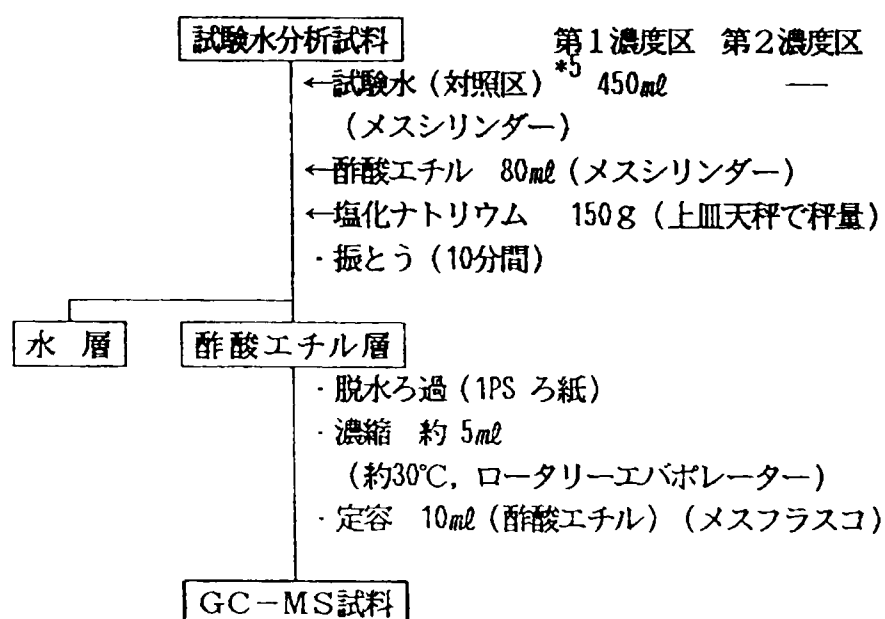 試験水分析試料　第1濃度区　第2濃度区
←試験水(対照区)*5　450ml　―
(メスシリンダー)
←酢酸エチル　80ml(メスシリンダー)
←塩化ナトリウム　150g(上皿天秤で秤量)
・振とう(10分間)
水　層　酢酸エチル層
・脱水ろ過(1PS ろ紙)
・濃縮　約 5ml
(約30℃, ロータリーエバポレーター)
・定容　10ml(酢酸エチル)(メスフラスコ)
GC－MS試料